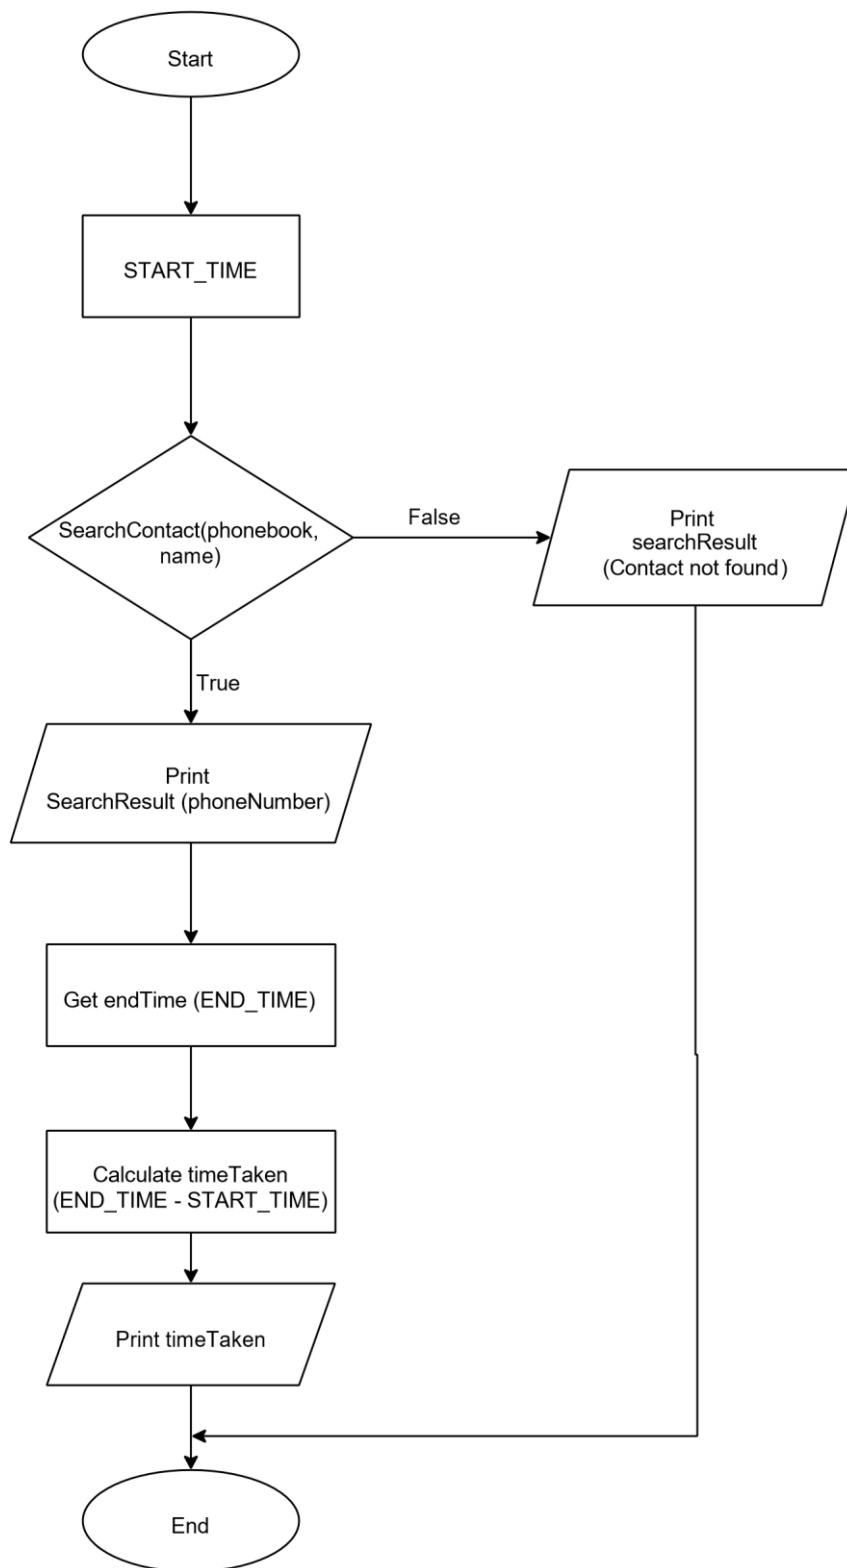 Start
START_TIME
SearchContact(phonebook,
name)
False
Print
searchResult
(Contact not found)
True
Print
SearchResult (phoneNumber)
Get endTime (END_TIME)
Calculate timeTaken
(END_TIME - START_TIME)
Print timeTaken
End